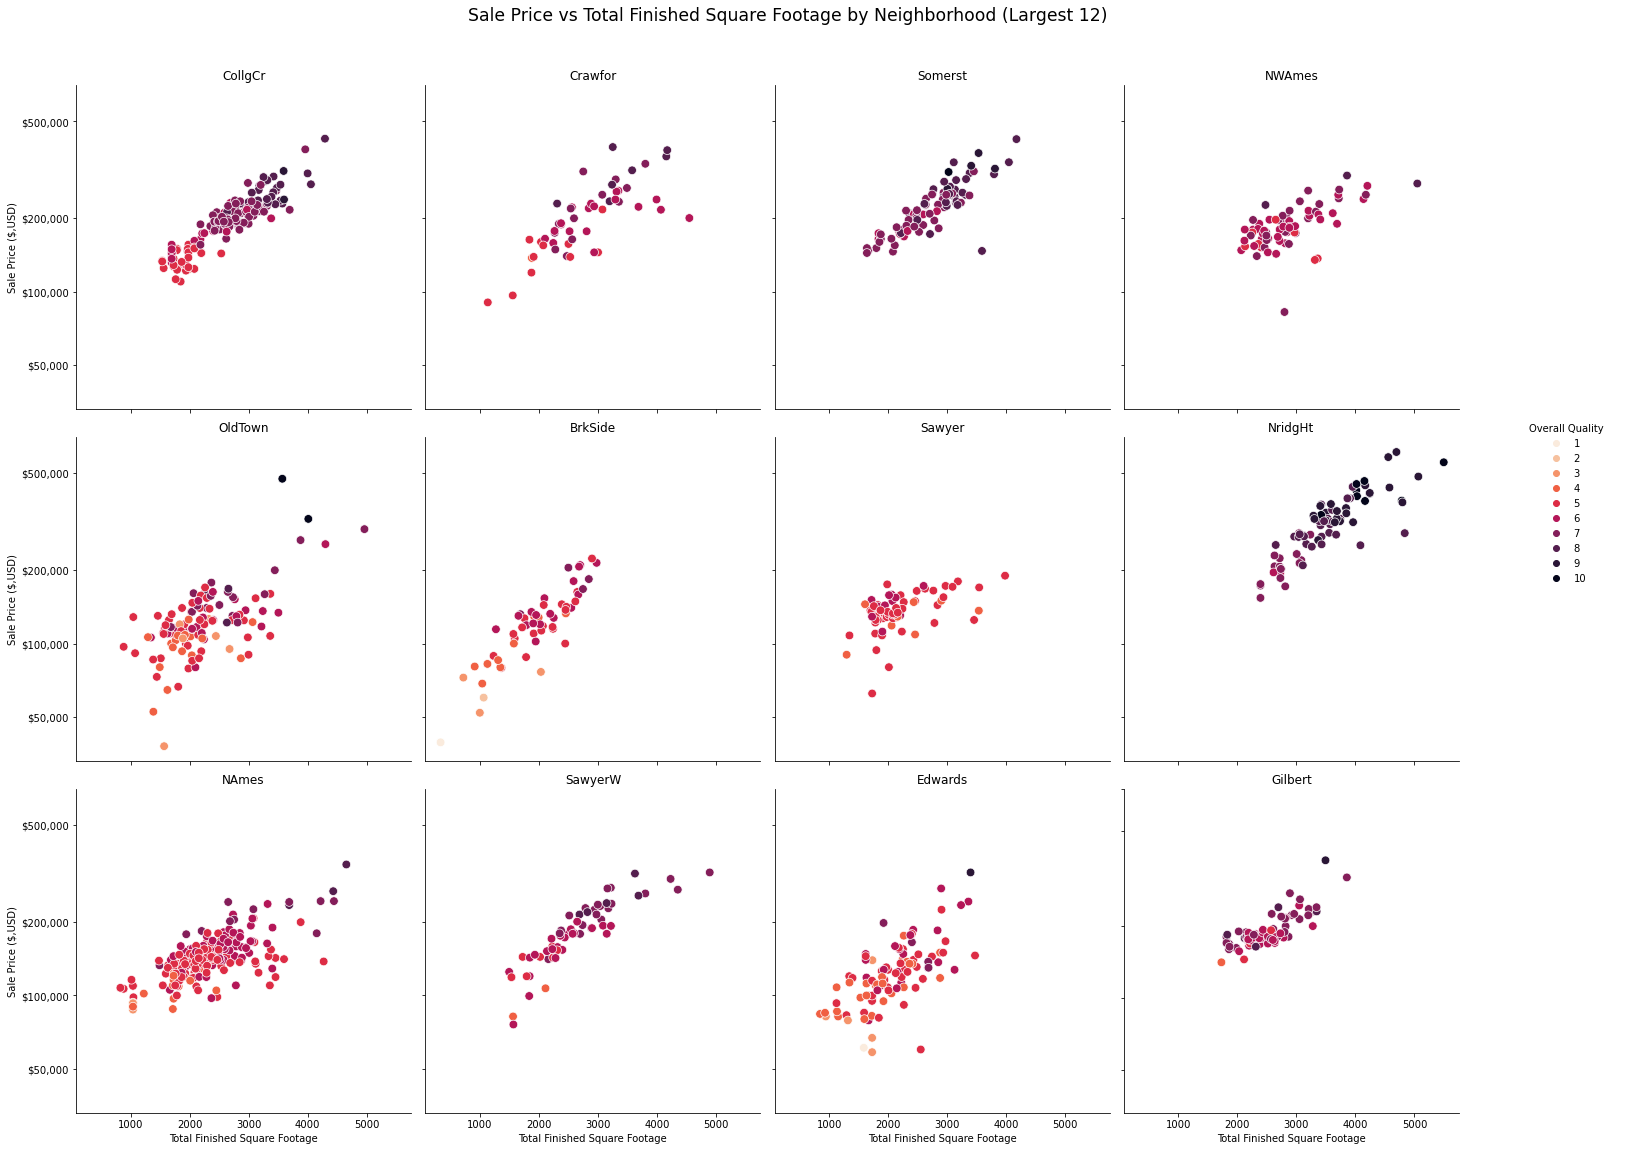 Sale Price vs Total Finished Square Footage by Neighborhood (Largest 12)
CollgCr
Crawfor
Somerst
NWAmes
$500,000
$200,000
$100,000
$50,000
Sale Price ($,USD)
OldTown
BrkSide
Sawyer
NridgHt
$500,000
$200,000
$100,000
$50,000
Sale Price ($,USD)
Overall Quality
1
2
3
4
5
6
7
8
9
10
NAmes
SawyerW
Edwards
Gilbert
$500,000
$200,000
$100,000
$50,000
Sale Price ($,USD)
1000 2000 3000 4000 5000
Total Finished Square Footage
1000 2000 3000 4000 5000
Total Finished Square Footage
1000 2000 3000 4000 5000
Total Finished Square Footage
1000 2000 3000 4000 5000
Total Finished Square Footage